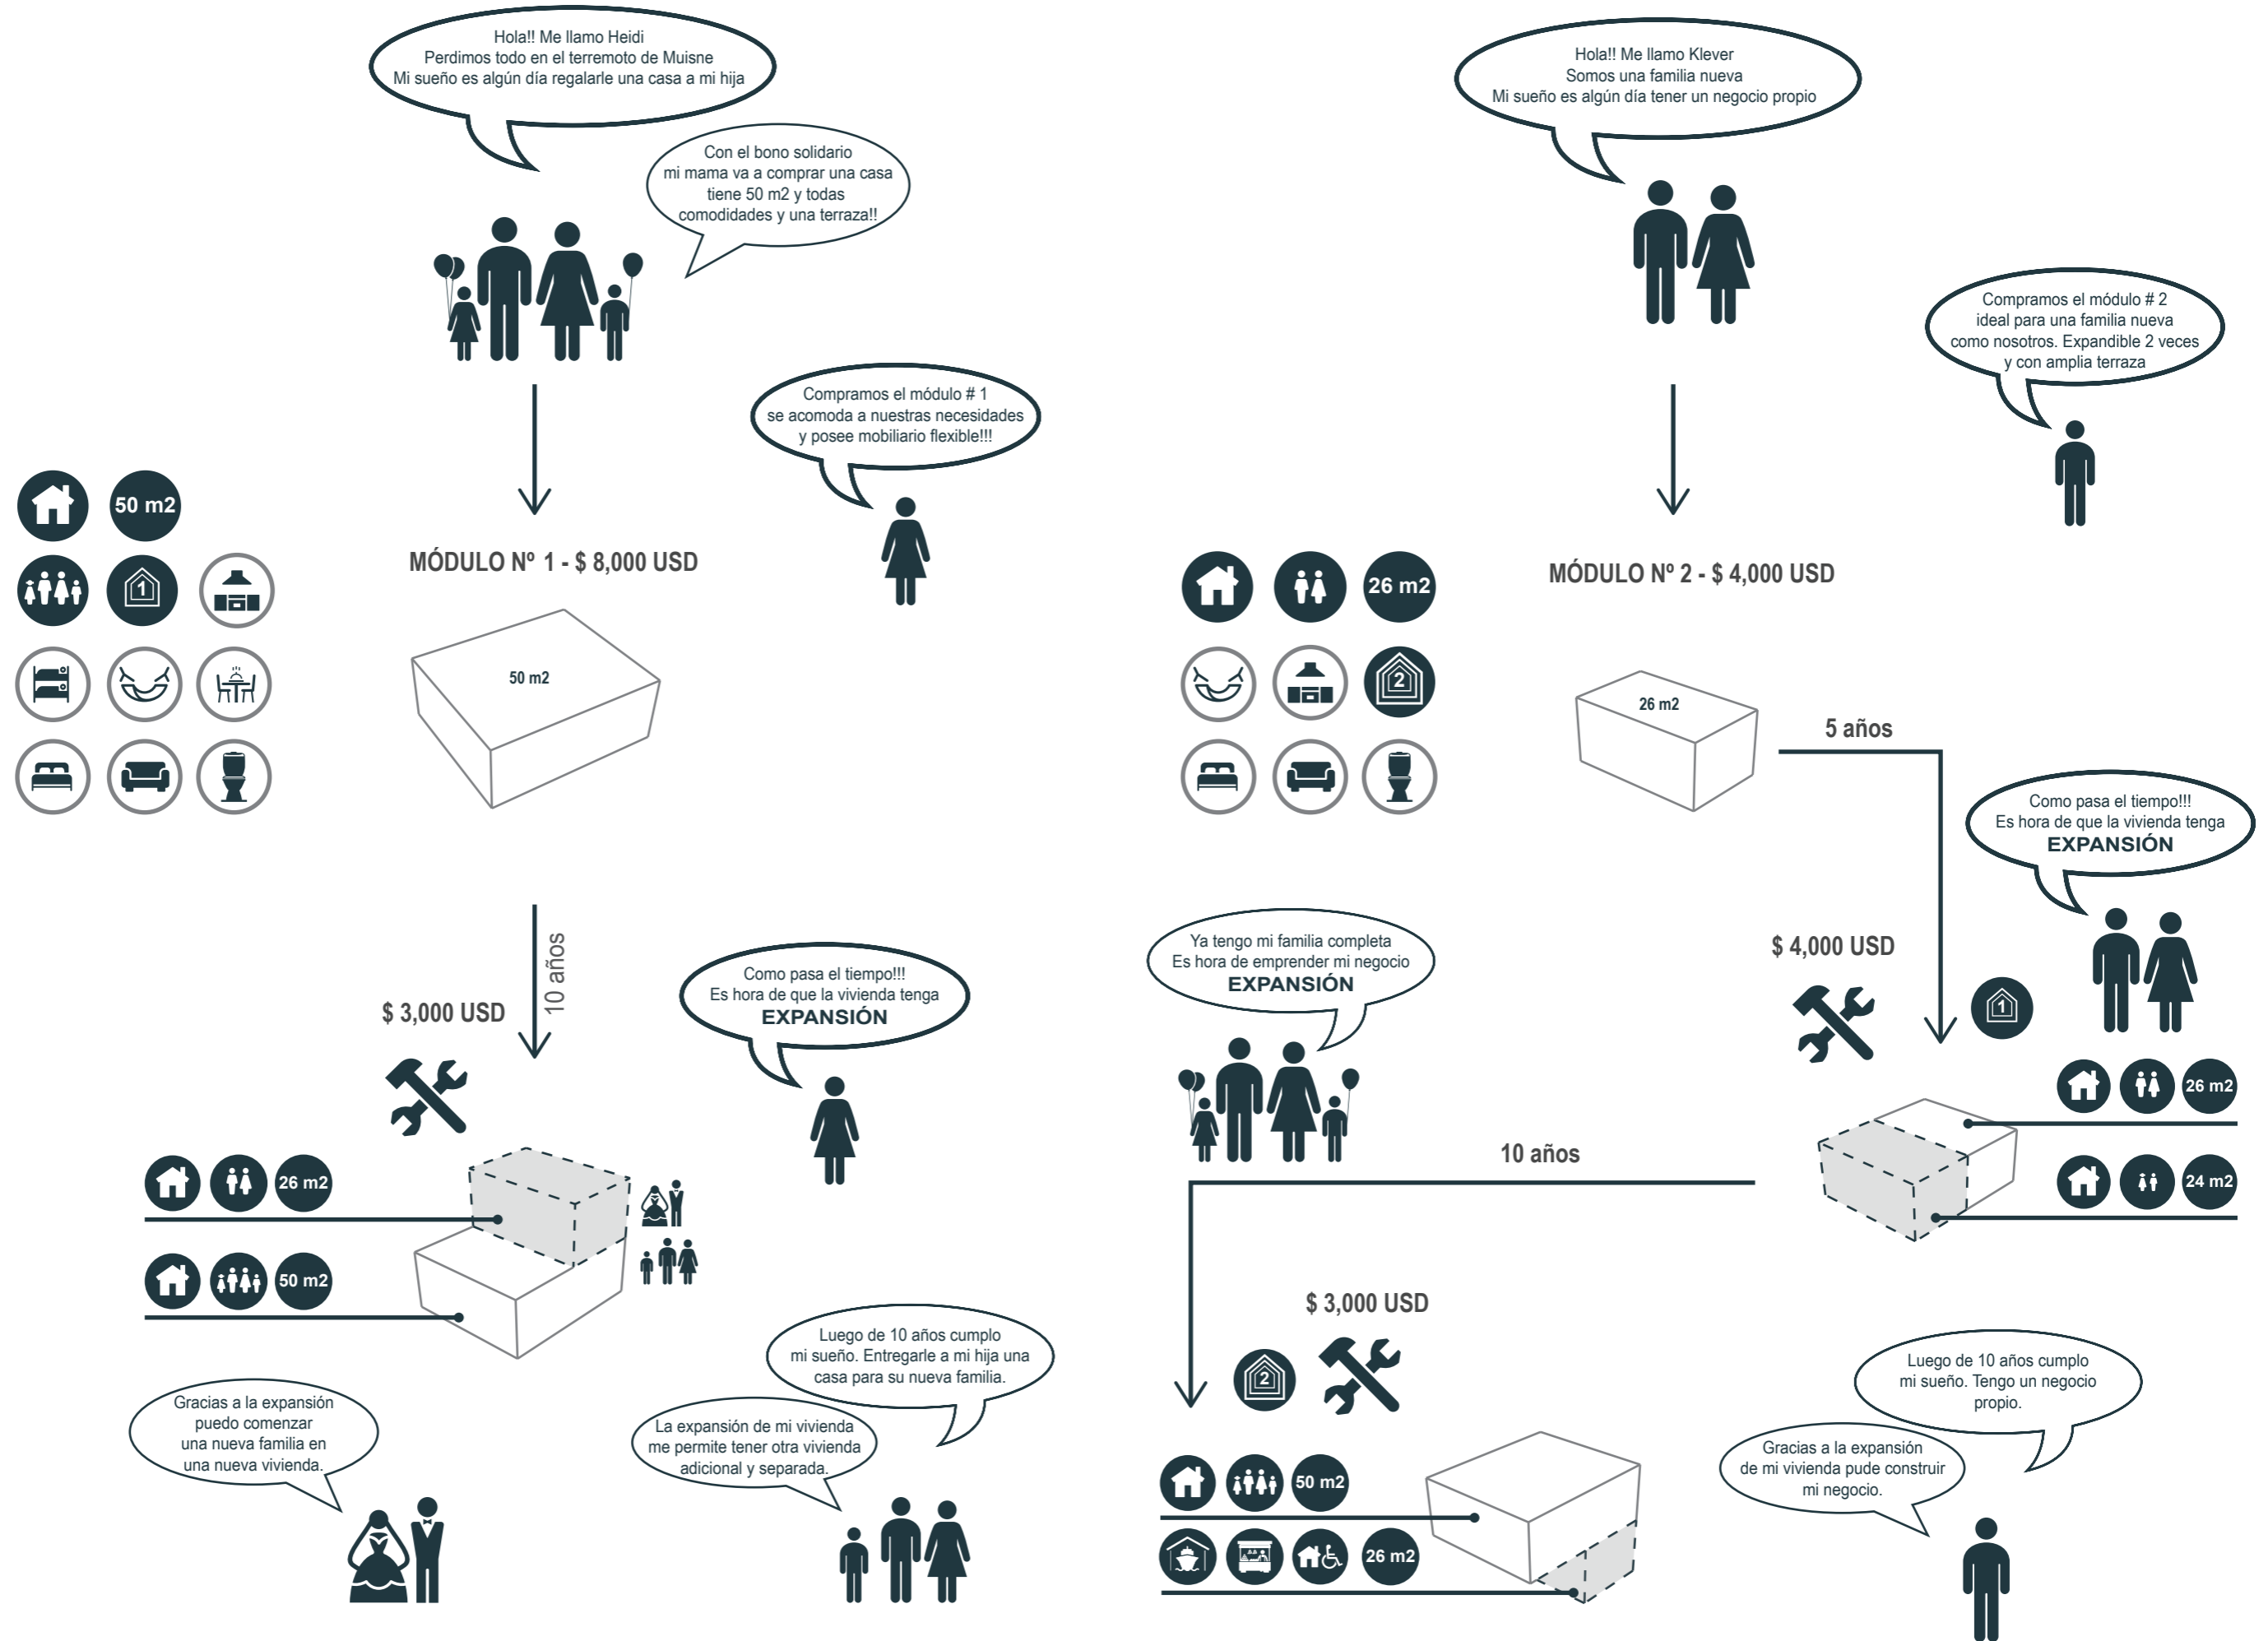 Hola!! Me llamo Heidi
Perdimos todo en el terremoto de Muisne
Mi sueño es algún día regalarle una casa a mi hija
Con el bono solidario
mi mama va a comprar una casa
tiene 50 m2 y todas
comodidades y una terraza!!
Compramos el módulo # 1
se acomoda a nuestras necesidades
y posee mobiliario flexible!!!
50 m2
1
MÓDULO Nº 1 - $ 8,000 USD
50 m2
10 años
$ 3,000 USD
Como pasa el tiempo!!!
Es hora de que la vivienda tenga
EXPANSIÓN
26 m2
50 m2
Luego de 10 años cumplo
mi sueño. Entregarle a mi hija una
casa para su nueva familia.
La expansión de mi vivienda
me permite tener otra vivienda
adicional y separada.
Gracias a la expansión
puedo comenzar
una nueva familia en
una nueva vivienda.
Hola!! Me llamo Klever
Somos una familia nueva
Mi sueño es algún día tener un negocio propio
Compramos el módulo # 2
ideal para una familia nueva
como nosotros. Expandible 2 veces
y con amplia terraza
26 m2
2
MÓDULO Nº 2 - $ 4,000 USD
26 m2
5 años
Como pasa el tiempo!!!
Es hora de que la vivienda tenga
EXPANSIÓN
$ 4,000 USD
1
26 m2
24 m2
Ya tengo mi familia completa
Es hora de emprender mi negocio
EXPANSIÓN
10 años
$ 3,000 USD
2
50 m2
26 m2
Luego de 10 años cumplo
mi sueño. Tengo un negocio
propio.
Gracias a la expansión
de mi vivienda pude construir
mi negocio.